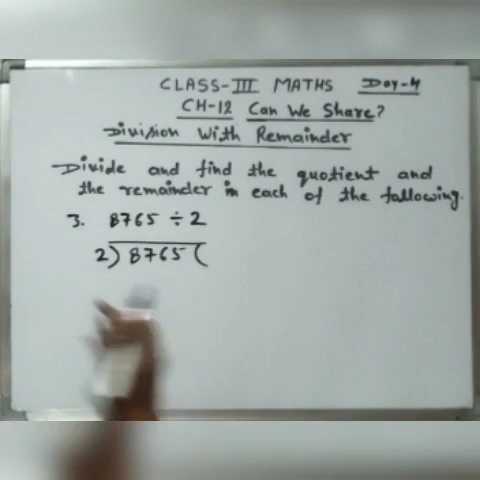 CLASS-III MATHS Day-4
CH-12 Can We Share?
Division With Remainder
Divide and find the quotient and
the remainder in each of the fallowing.
3. 8765 ÷ 2
2) 8765 (